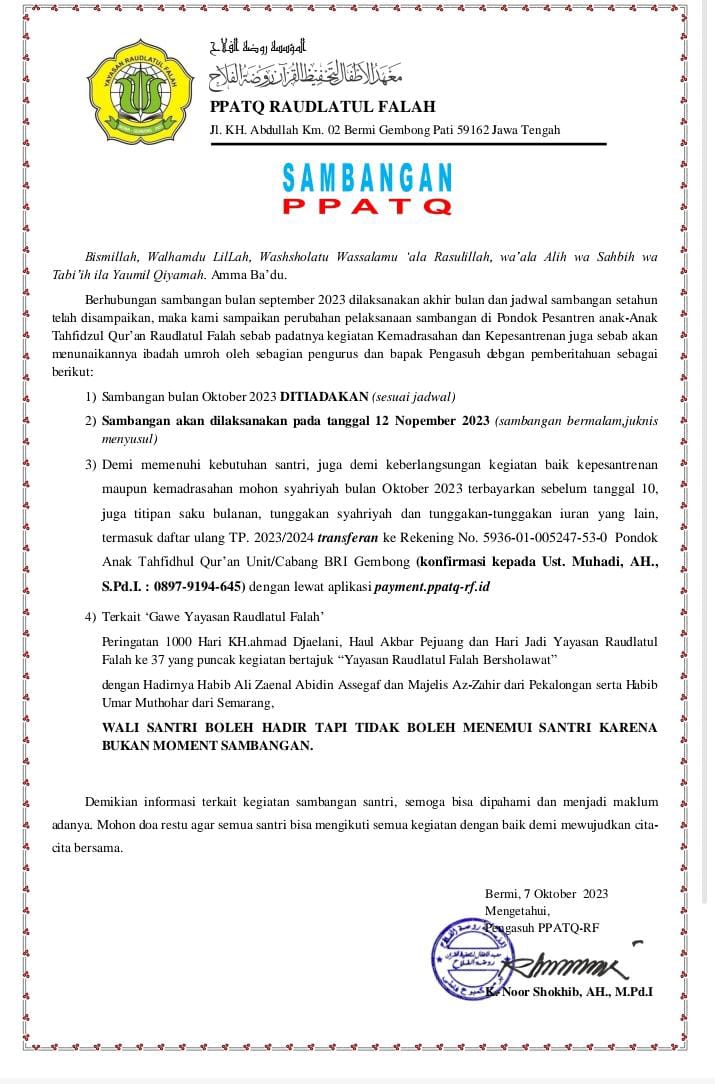 المؤسسة روضة الفلاح
معهد الأطفال لتحفيظ القرآن روضة الفلاح
YAYASAN RAUDLATUL FALAH
BERMI - GEMBONG - PATI
PPATQ RAUDLATUL FALAH
Jl. KH. Abdullah Km. 02 Bermi Gembong Pati 59162 Jawa Tengah
SAMBANGAN
PPATQ
Bismillah, Walhamdu LilLah, Washsholatu Wassalamu ‘ala Rasulillah, wa’ala Alih wa Sahbih wa
Tabi’ih ila Yaumil Qiyamah. Amma Ba’du.
Berhubungan sambangan bulan september 2023 dilaksanakan akhir bulan dan jadwal sambangan setahun
telah disampaikan, maka kami sampaikan perubahan pelaksanaan sambangan di Pondok Pesantren anak-Anak
Tahfidzul Qur’an Raudlatul Falah sebab padatnya kegiatan Kemadrasahan dan Kepesantrenan juga sebab akan
menunaikannya ibadah umroh oleh sebagian pengurus dan bapak Pengasuh debgan pemberitahuan sebagai
berikut:
1) Sambangan bulan Oktober 2023 DITIADAKAN (sesuai jadwal)
2) Sambangan akan dilaksanakan pada tanggal 12 Nopember 2023 (sambangan bermalam,juknis
menyusul)
3) Demi memenuhi kebutuhan santri, juga demi keberlangsungan kegiatan baik kepesantrenan
maupun kemadrasahan mohon syahriyah bulan Oktober 2023 terbayarkan sebelum tanggal 10,
juga titipan saku bulanan, tunggakan syahriyah dan tunggakan-tunggakan iuran yang lain,
termasuk daftar ulang TP. 2023/2024 transferan ke Rekening No. 5936-01-005247-53-0 Pondok
Anak Tahfidhul Qur’an Unit/Cabang BRI Gembong (konfirmasi kepada Ust. Muhadi, AH.,
S.Pd.I. : 0897-9194-645) dengan lewat aplikasi payment.ppatq-rf.id
4) Terkait ‘Gawe Yayasan Raudlatul Falah’
Peringatan 1000 Hari KH.ahmad Djaelani, Haul Akbar Pejuang dan Hari Jadi Yayasan Raudlatul
Falah ke 37 yang puncak kegiatan bertajuk “Yayasan Raudlatul Falah Bersholawat”
dengan Hadirnya Habib Ali Zaenal Abidin Assegaf dan Majelis Az-Zahir dari Pekalongan serta Habib
Umar Muthohar dari Semarang,
WALI SANTRI BOLEH HADIR TAPI TIDAK BOLEH MENEMUI SANTRI KARENA
BUKAN MOMENT SAMBANGAN.
Demikian informasi terkait kegiatan sambangan santri, semoga bisa dipahami dan menjadi maklum
adanya. Mohon doa restu agar semua santri bisa mengikuti semua kegiatan dengan baik demi mewujudkan cita-
cita bersama.
Bermi, 7 Oktober 2023
Mengetahui,
Pengasuh PPATQ-RF
K. Noor Shokhib, AH., M.Pd.I